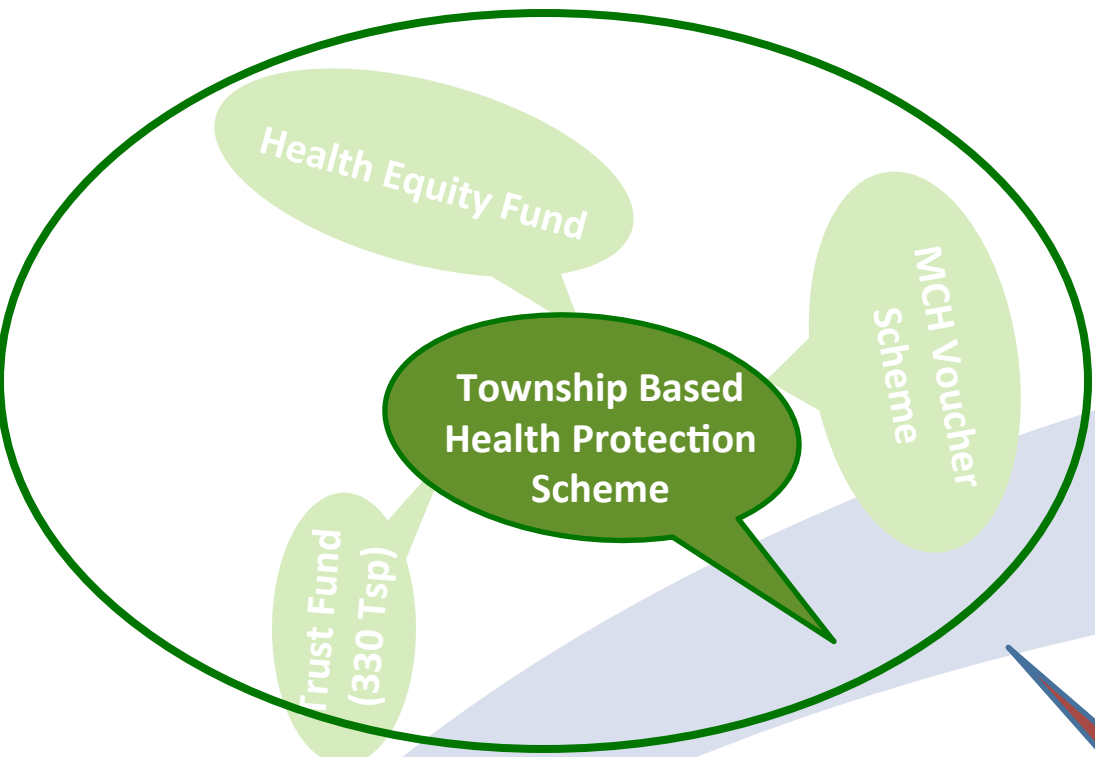 Health Equity Fund
MCH Voucher
Scheme
Township Based
Health Protection
Scheme
Trust Fund
(330 Tsp)